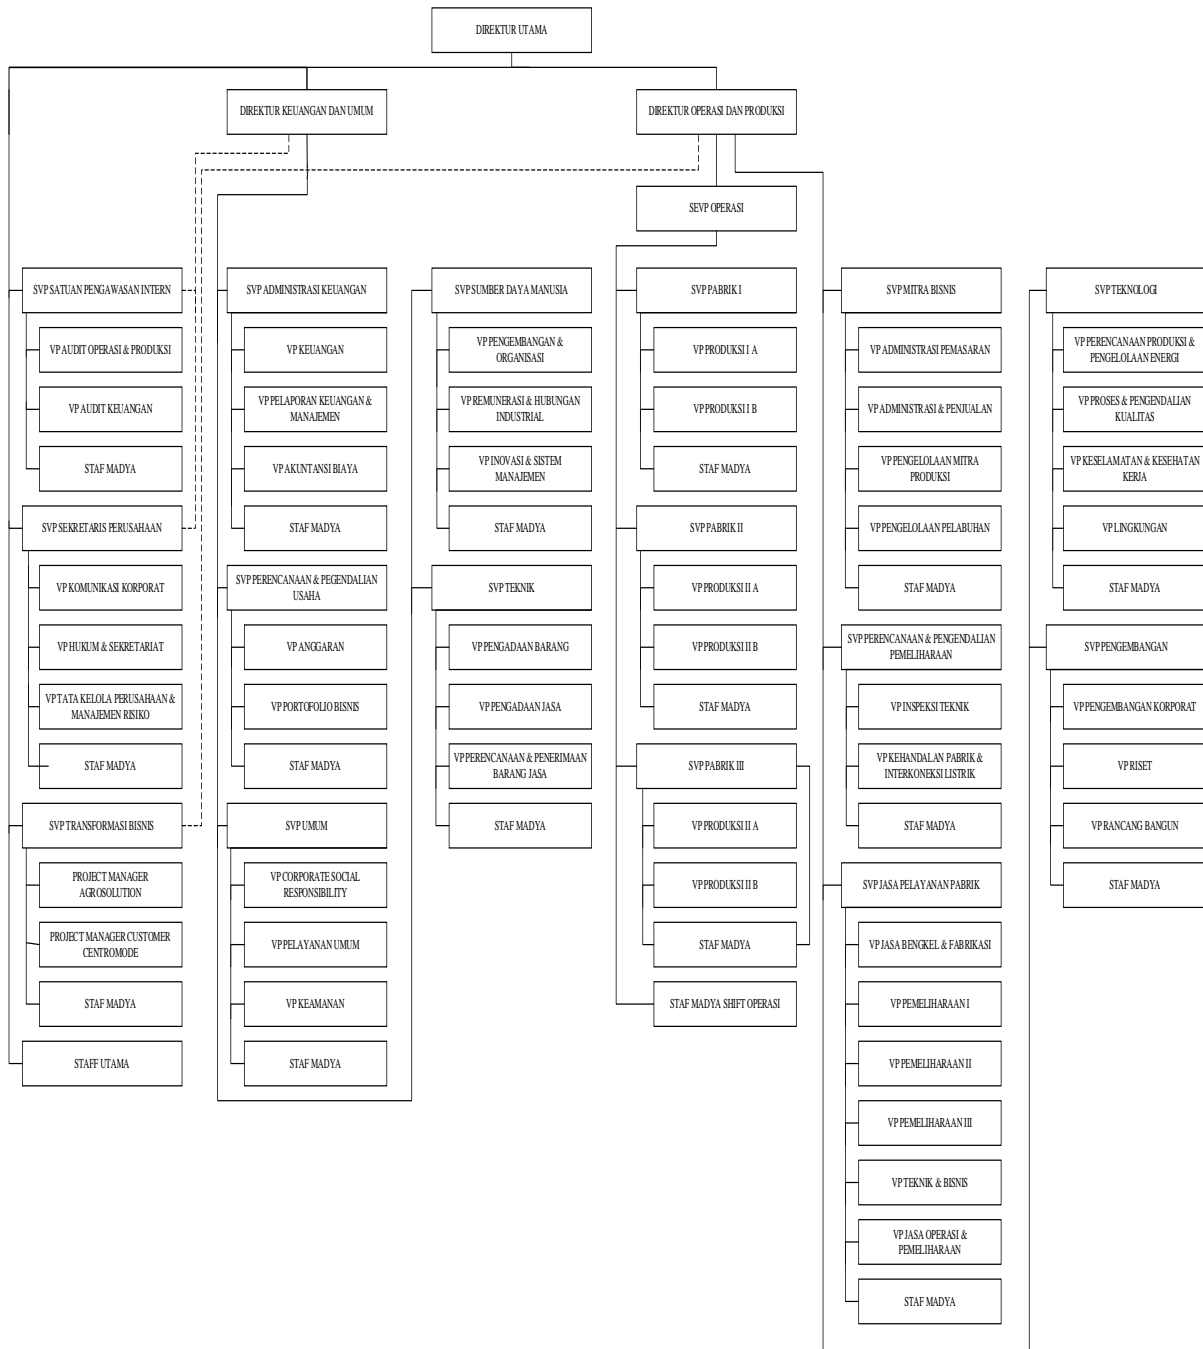 DIREKTUR UTAMA
DIREKTUR KEUANGAN DAN UMUM
DIREKTUR OPERASI DAN PRODUKSI
SEVP OPERASI
SVP SATUAN PENGAWASAN INTERN
VP AUDIT OPERASI & PRODUKSI
VP AUDIT KEUANGAN
STAF MADYA
SVP SEKRETARIS PERUSAHAAN
VP KOMUNIKASI KORPORAT
VP HUKUM & SEKRETARIAT
VP TATA KELOLA PERUSAHAAN &
MANAJEMEN RISIKO
STAF MADYA
SVP TRANSFORMASI BISNIS
PROJECT MANAGER
AGROSOLUTION
PROJECT MANAGER CUSTOMER
CENTROMODE
STAF MADYA
STAFF UTAMA
SVP ADMINISTRASI KEUANGAN
VP KEUANGAN
VP PELAPORAN KEUANGAN &
MANAJEMEN
VP AKUNTANSI BIAYA
STAF MADYA
SVP PERENCANAAN & PEGENDALIAN
USAHA
VP ANGGARAN
VP PORTOFOLIO BISNIS
STAF MADYA
SVP UMUM
VP CORPORATE SOCIAL
RESPONSIBILITY
VP PELAYANAN UMUM
VP KEAMANAN
STAF MADYA
SVP SUMBER DAYA MANUSIA
VP PENGEMBANGAN &
ORGANISASI
VP REMUNERASI & HUBUNGAN
INDUSTRIAL
VP INOVASI & SISTEM
MANAJEMEN
STAF MADYA
SVP TEKNIK
VP PENGADAAN BARANG
VP PENGADAAN JASA
VP PERENCANAAN & PENERIMAAN
BARANG JASA
STAF MADYA
SVP PABRIK I
VP PRODUKSI I A
VP PRODUKSI I B
STAF MADYA
SVP PABRIK II
VP PRODUKSI II A
VP PRODUKSI II B
STAF MADYA
SVP PABRIK III
VP PRODUKSI II A
VP PRODUKSI II B
STAF MADYA
STAF MADYA SHIFT OPERASI
SVP MITRA BISNIS
VP ADMINISTRASI PEMASARAN
VP ADMINISTRASI & PENJUALAN
VP PENGELOLAAN MITRA
PRODUKSI
VP PENGELOLAAN PELABUHAN
STAF MADYA
SVP PERENCANAAN & PENGENDALIAN
PEMELIHARAAN
VP INSPEKSI TEKNIK
VP KEHANDALAN PABRIK &
INTERKONEKSI LISTRIK
STAF MADYA
SVP JASA PELAYANAN PABRIK
VP JASA BENGKEL & FABRIKASI
VP PEMELIHARAAN I
VP PEMELIHARAAN II
VP PEMELIHARAAN III
VP TEKNIK & BISNIS
VP JASA OPERASI &
PEMELIHARAAN
STAF MADYA
SVP TEKNOLOGI
VP PERENCANAAN PRODUKSI &
PENGELOLAAN ENERGI
VP PROSES & PENGENDALIAN
KUALITAS
VP KESELAMATAN & KESEHATAN
KERJA
VP LINGKUNGAN
STAF MADYA
SVP PENGEMBANGAN
VP PENGEMBANGAN KORPORAT
VP RISET
VP RANCANG BANGUN
STAF MADYA